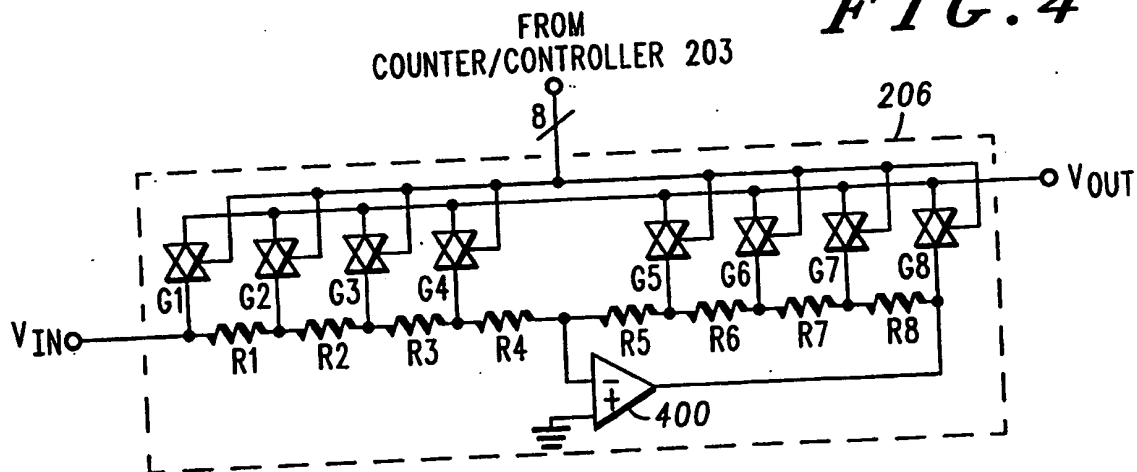 FIG. 4
FROM
COUNTER/CONTROLLER 203
8
206
VOUT
G1 G2 G3 G4 G5 G6 G7 G8
VIN
R1 R2 R3 R4 R5 R6 R7 R8
-
+
400